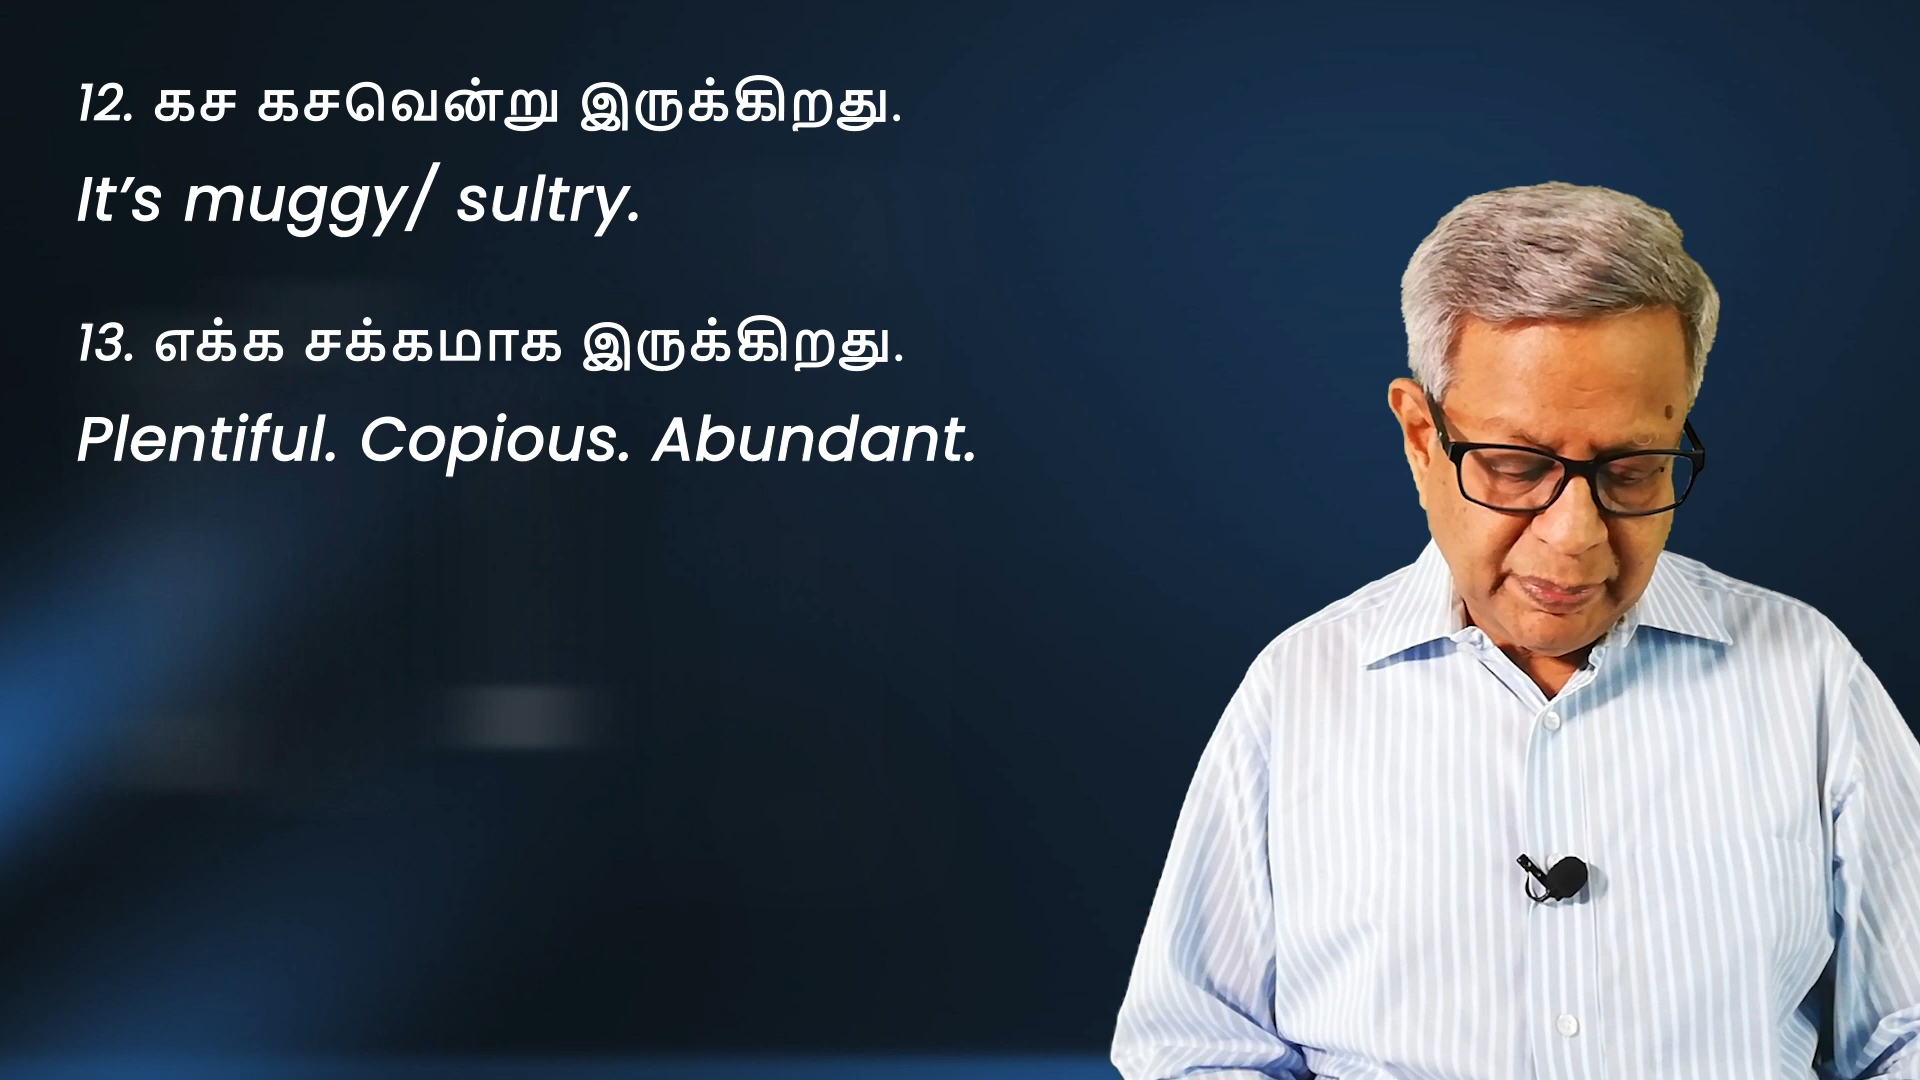 12. கச கசவென்று இருக்கிறது.
It's muggy/ sultry.
13. எக்க சக்கமாக இருக்கிறது.
Plentiful. Copious. Abundant.